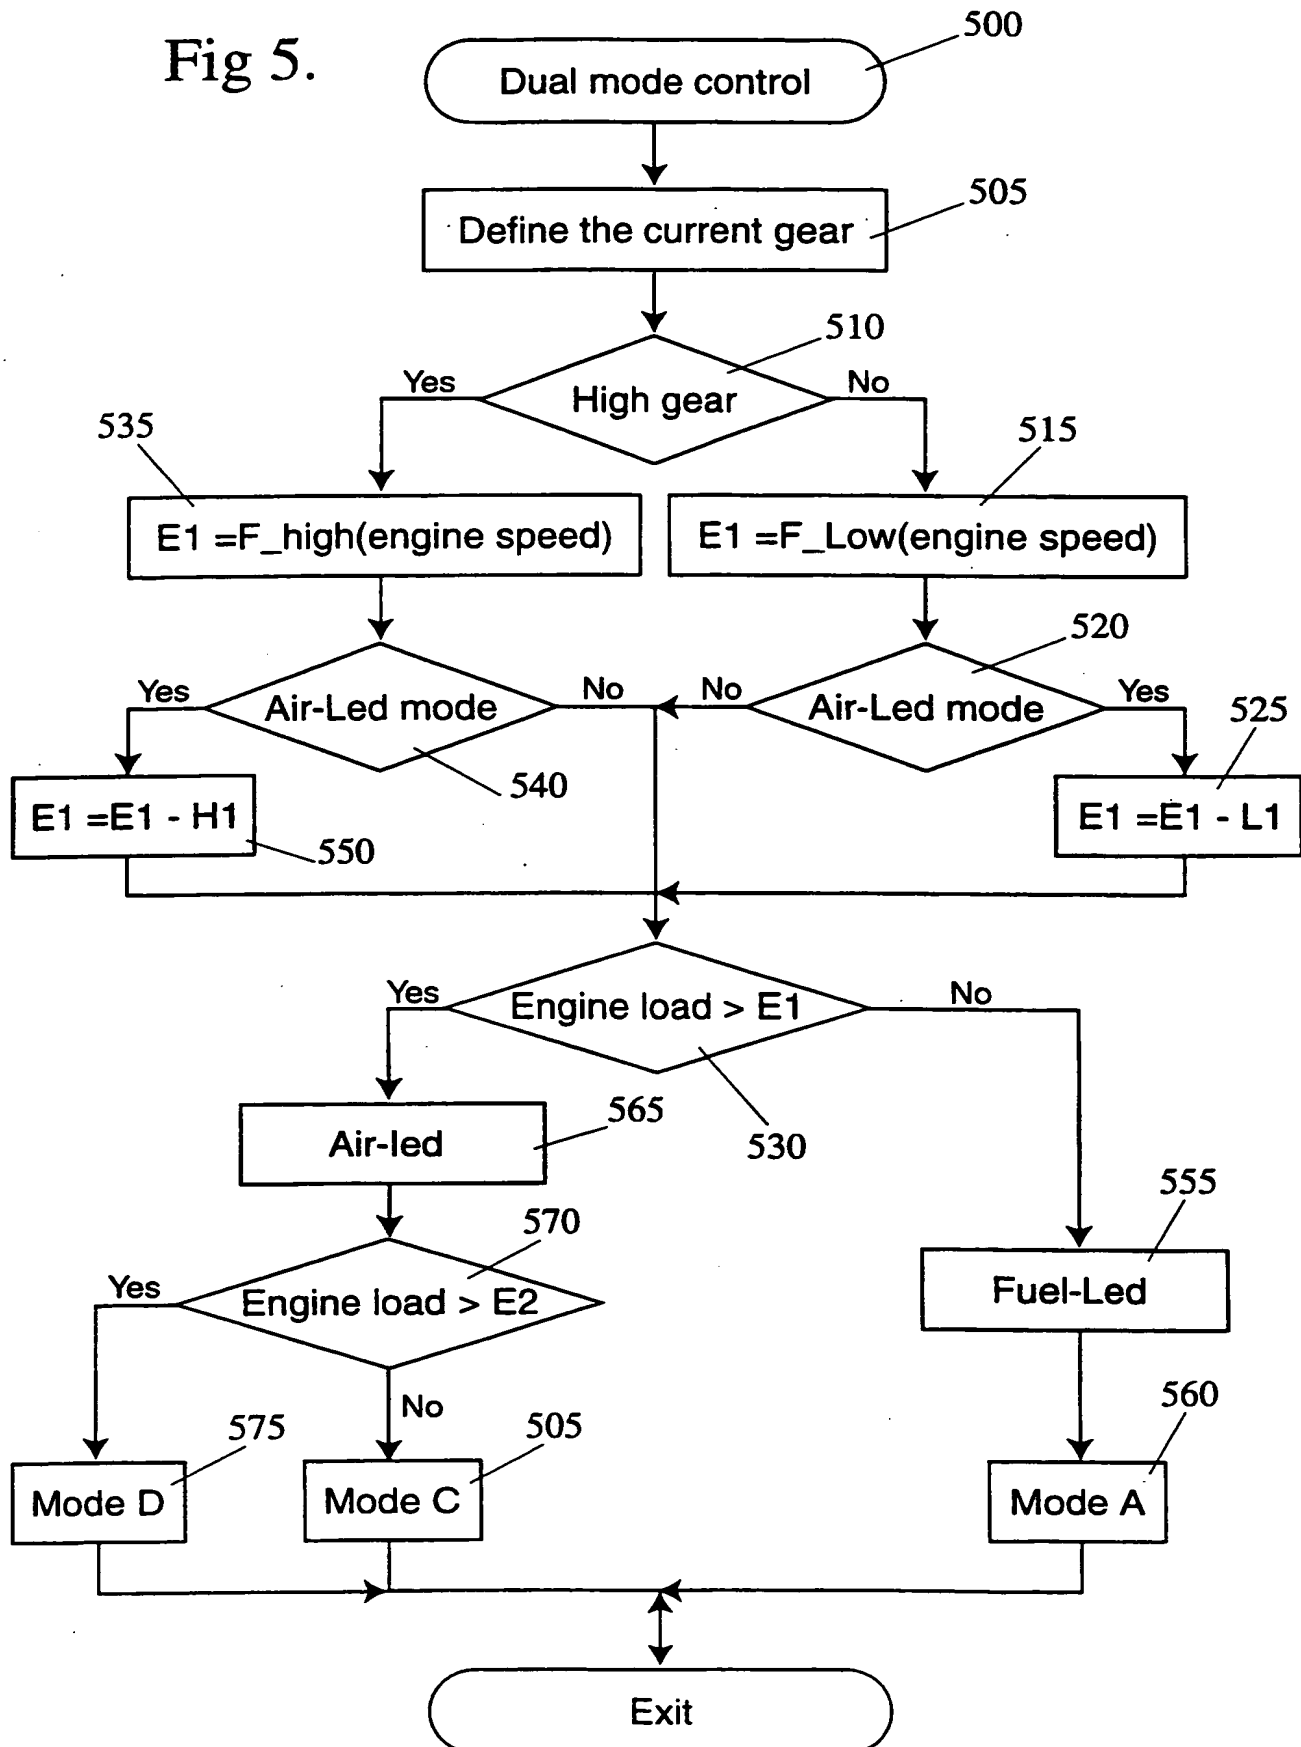 Fig 5.
500
Dual mode control
505
Define the current gear
510
Yes
High gear
No
535
515
E1 =F_high(engine speed)
E1 =F_Low(engine speed)
520
Yes
Air-Led mode
No
No
Air-Led mode
Yes
525
540
E1 =E1 - H1
550
E1 =E1 - L1
Yes
Engine load > E1
No
565
530
Air-led
555
570
Yes
Engine load > E2
Fuel-Led
No
575
505
560
Mode D
Mode C
Mode A
Exit